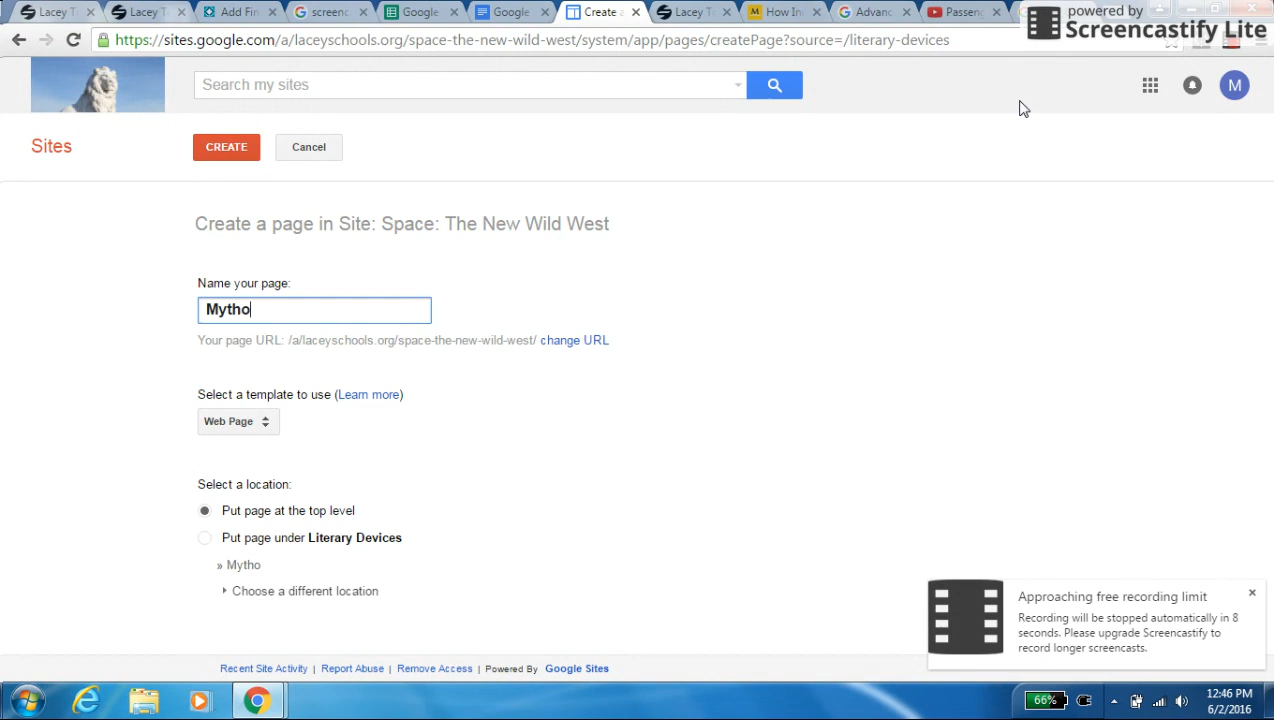 Lacey T
Lacey T
Add Fin
screenc
Google
Google
Create a
Lacey T
How In
Advanc
Passen
powered by
Screencastify Lite
https://sites.google.com/a/laceyschools.org/space-the-new-wild-west/system/app/pages/createPage?source=/literary-devices
Search my sites
M
Sites
CREATE
Cancel
Create a page in Site: Space: The New Wild West
Name your page:
Mytho
Your page URL: /a/laceyschools.org/space-the-new-wild-west/ change URL
Select a template to use (Learn more)
Web Page
Select a location:
Put page at the top level
Put page under Literary Devices
» Mytho
Choose a different location
Approaching free recording limit
Recording will be stopped automatically in 8
seconds. Please upgrade Screencastify to
record longer screencasts.
Recent Site Activity | Report Abuse | Remove Access | Powered By Google Sites
66%
12:46 PM
6/2/2016